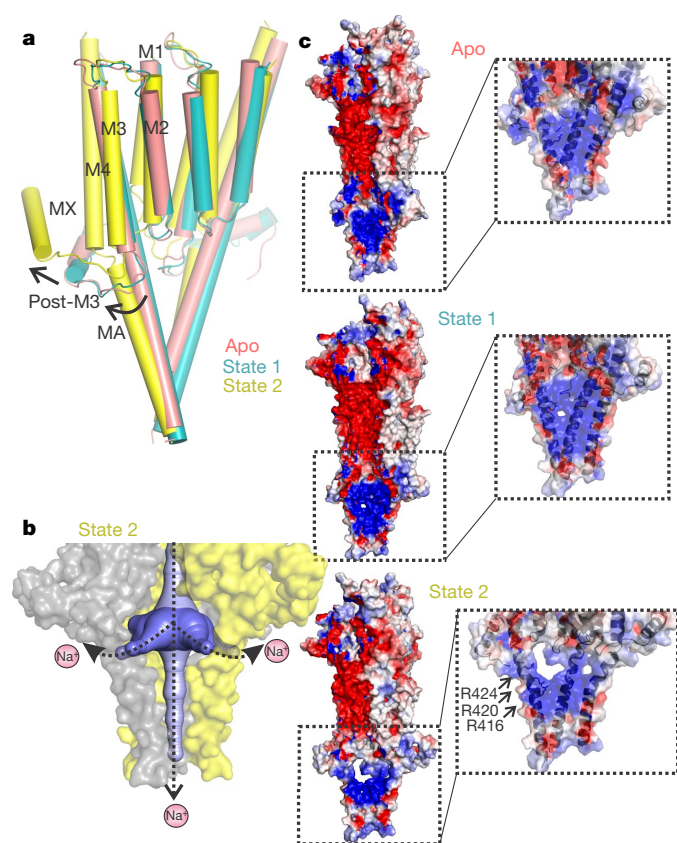 a
M1
M3
M2
M4
MX
Post-M3
MA
Apo
State 1
State 2
b
State 2
Na+
Na+
Na+
c
Apo
State 1
State 2
R424
R420
R416